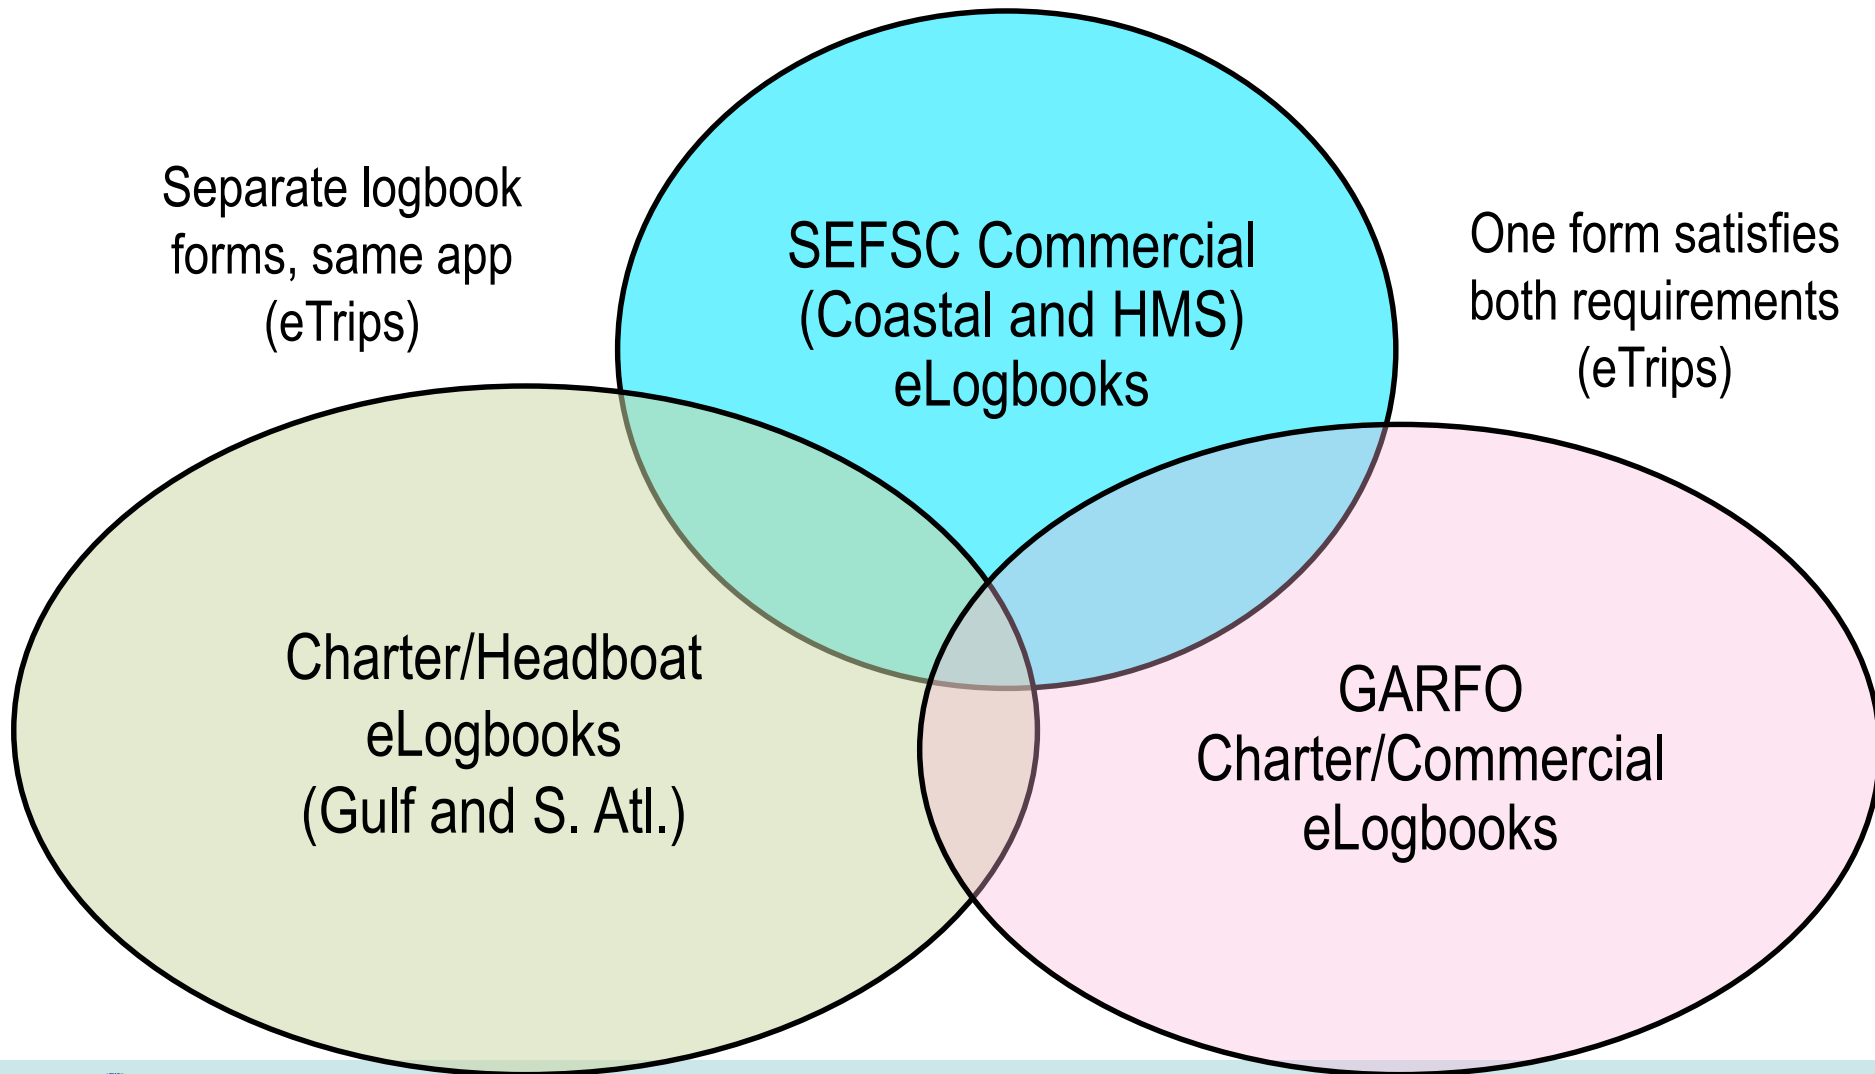 Separate logbook
forms, same app
(eTrips)
SEFSC Commercial
(Coastal and HMS)
eLogbooks
One form satisfies
both requirements
(eTrips)
Charter/Headboat
eLogbooks
(Gulf and S. Atl.)
GARFO
Charter/Commercial
eLogbooks